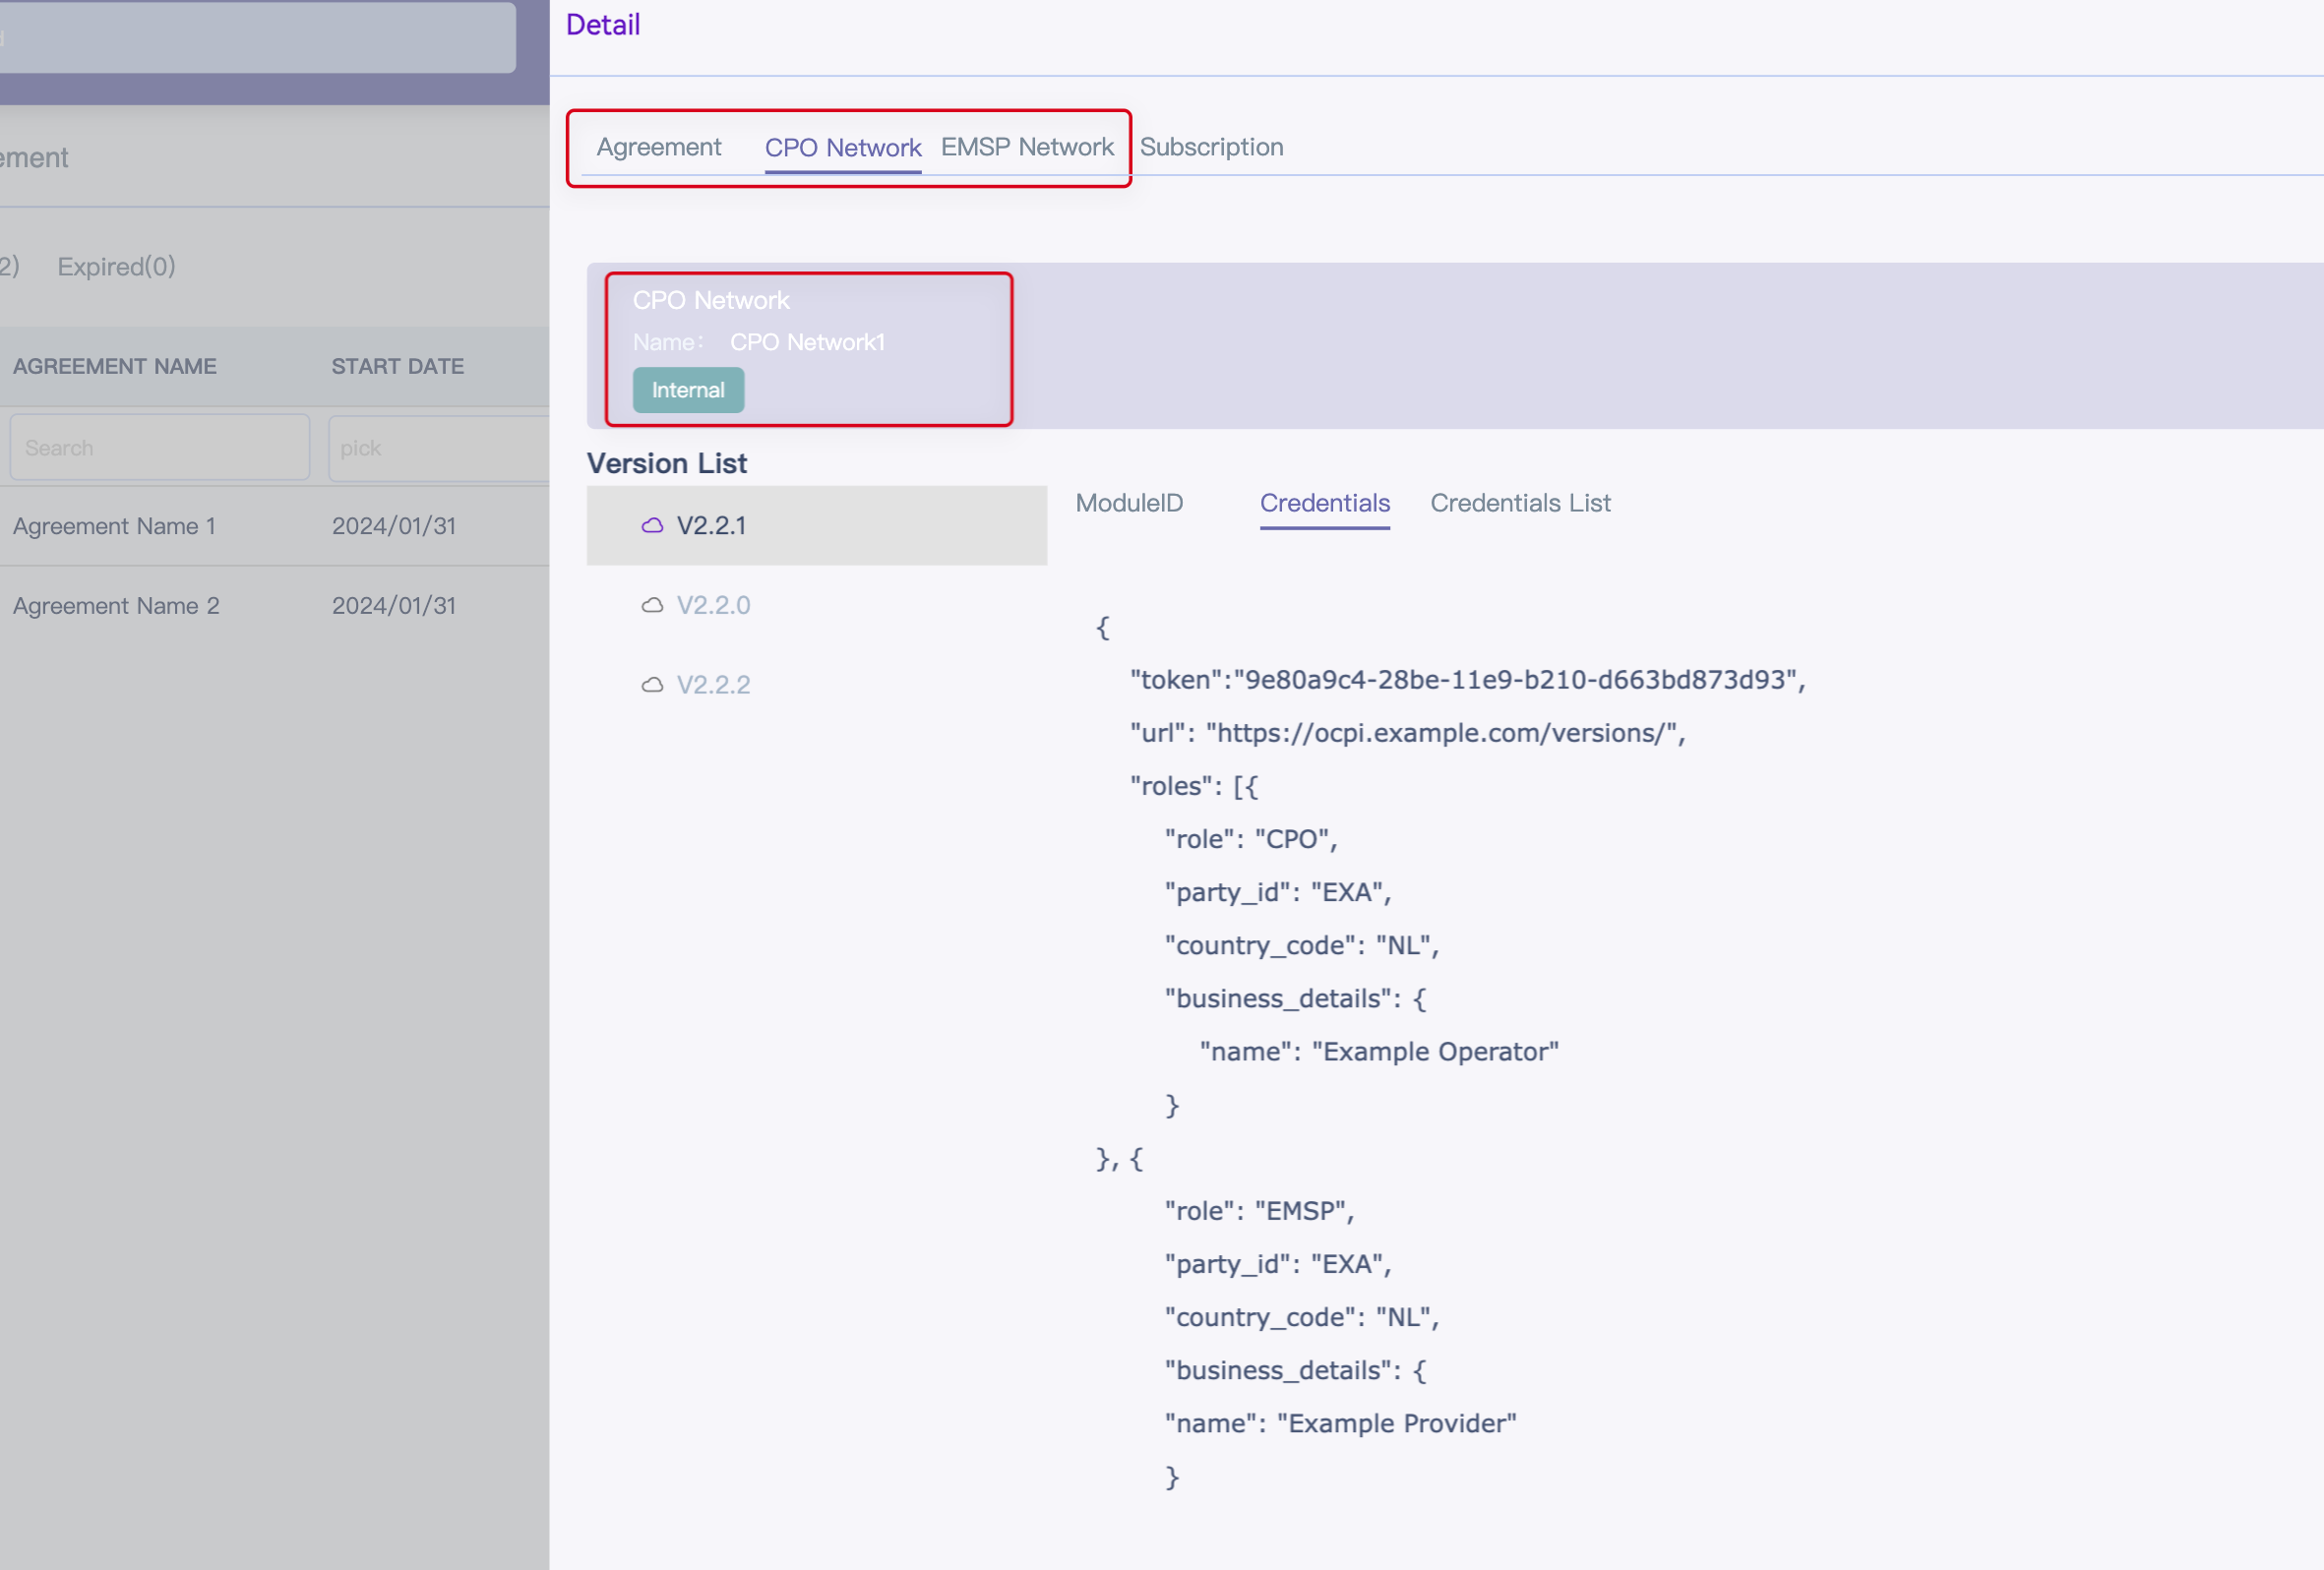 Detail
Agreement CPO Network EMSP Network Subscription
ement
2) Expired(0)
AGREEMENT NAME START DATE
Search pick
Agreement Name 1 2024/01/31
Agreement Name 2 2024/01/31
CPO Network
Name: CPO Network1
Internal
Version List
V2.2.1
V2.2.0
V2.2.2
ModuleID Credentials Credentials List
{
"token":"9e80a9c4-28be-11e9-b210-d663bd873d93",
"url": "https://ocpi.example.com/versions/",
"roles": [{
"role": "CPO",
"party_id": "EXA",
"country_code": "NL",
"business_details": {
"name": "Example Operator"
}
}, {
"role": "EMSP",
"party_id": "EXA",
"country_code": "NL",
"business_details": {
"name": "Example Provider"
}